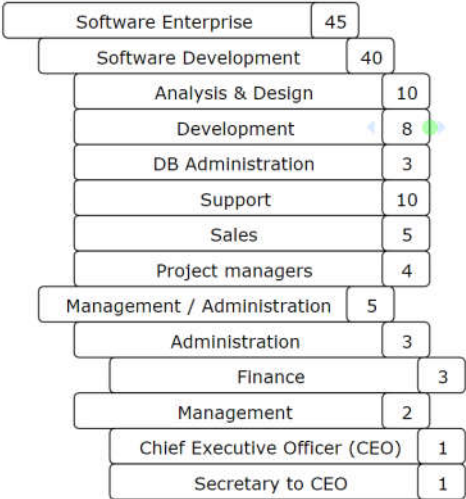 Software Enterprise 45
Software Development 40
Analysis & Design 10
Development 8
DB Administration 3
Support 10
Sales 5
Project managers 4
Management / Administration 5
Administration 3
Finance 3
Management 2
Chief Executive Officer (CEO) 1
Secretary to CEO 1